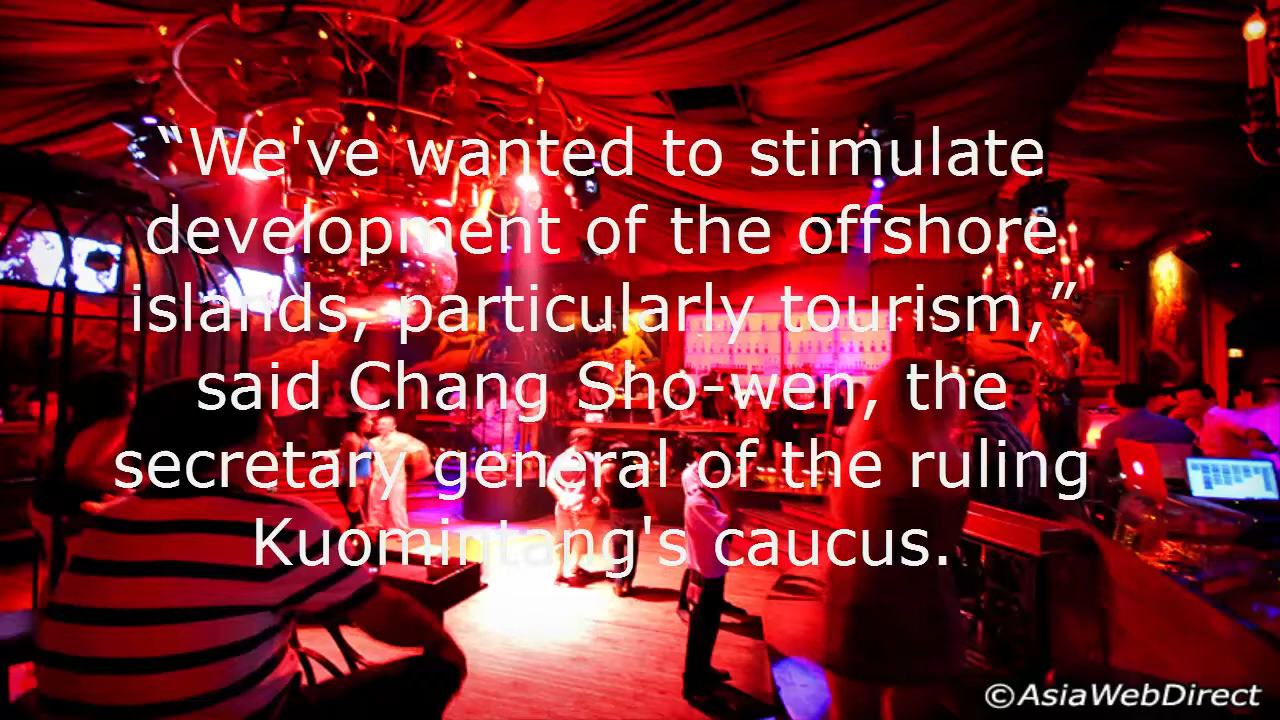 “We've wanted to stimulate
development of the offshore
islands, particularly tourism,”
said Chang Sho-wen, the
secretary general of the ruling
Kuomintang's caucus.
©AsiaWebDirect